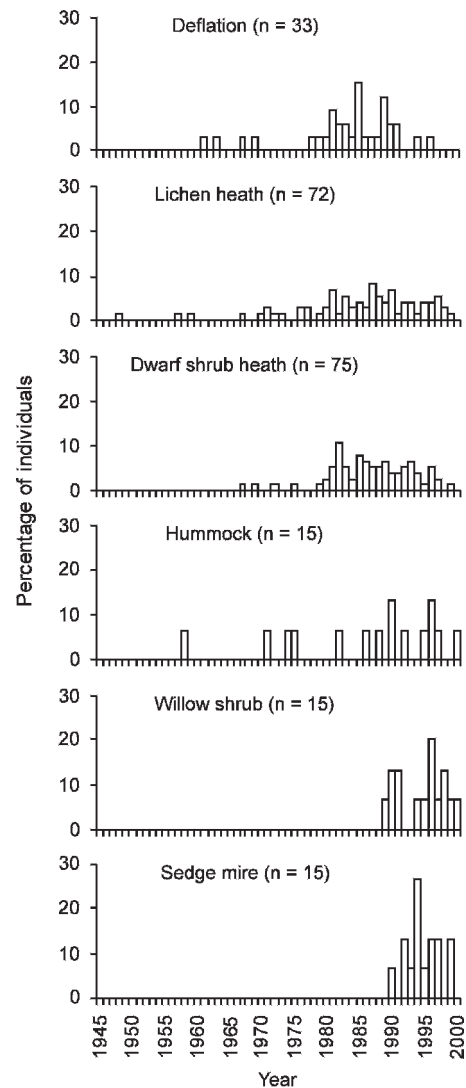 30
Deflation (n = 33)
20
10
0
30
Lichen heath (n = 72)
20
10
0
30
Dwarf shrub heath (n = 75)
20
10
0
30
Hummock (n = 15)
20
10
0
30
Willow shrub (n = 15)
20
10
0
30
Sedge mire (n = 15)
20
10
0
Percentage of individuals
1945 1950 1955 1960 1965 1970 1975 1980 1985 1990 1995 2000
Year